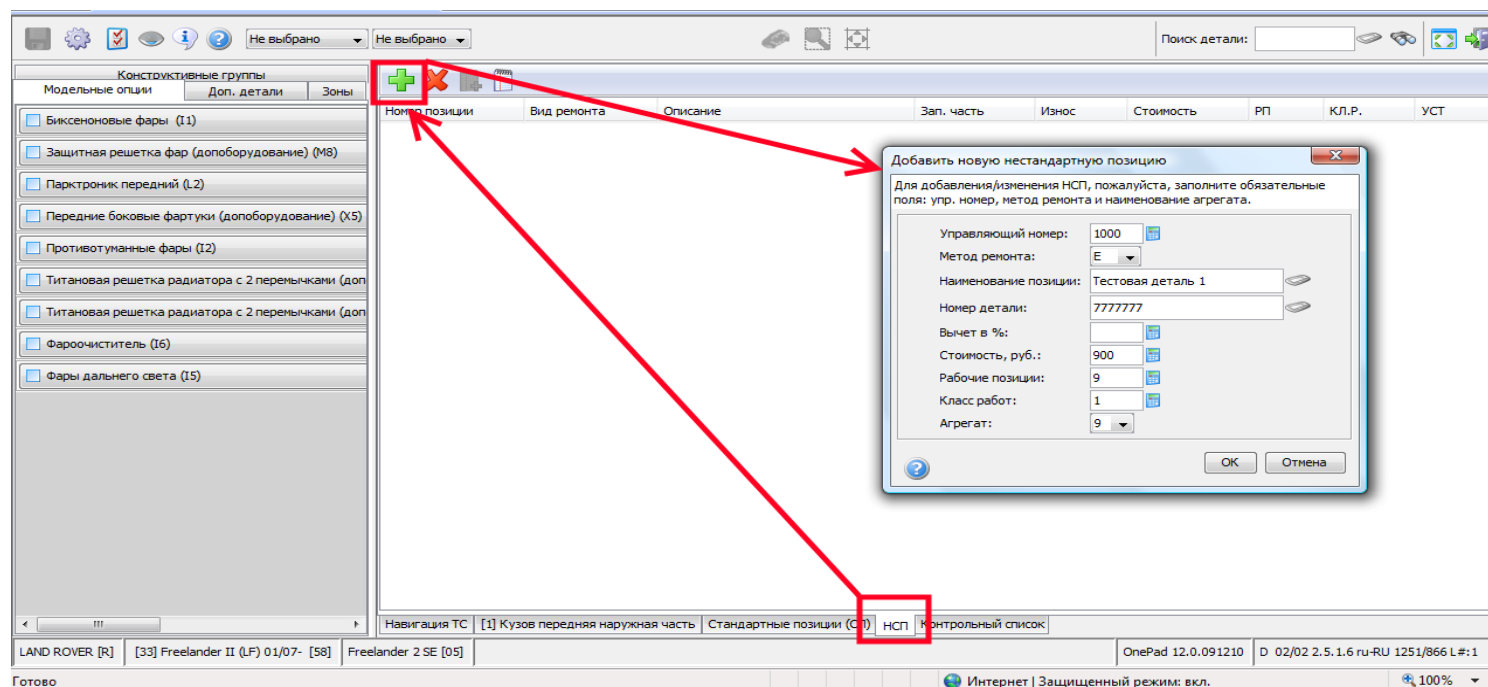 Не выбрано
Не выбрано
Поиск детали:
Конструктивные группы
Модельные опции
Доп. детали
Зоны
Биксеноновые фары (I1)
Защитная решетка фар (допоборудование) (M8)
Парктроник передний (L2)
Передние боковые фартуки (допоборудование) (X5)
Противотуманные фары (I2)
Титановая решетка радиатора с 2 перемычками (доп
Титановая решетка радиатора с 2 перемычками (доп
Фароочиститель (I6)
Фары дальнего света (I5)
Номер позиции
Вид ремонта
Описание
Зап. часть
Износ
Стоимость
РП
КЛ.Р.
УСТ
Добавить новую нестандартную позицию
Для добавления/изменения НСП, пожалуйста, заполните обязательные
поля: упр. номер, метод ремонта и наименование агрегата.
Управляющий номер: 1000
Метод ремонта: E
Наименование позиции: Тестовая деталь 1
Номер детали: 7777777
Вычет в %:
Стоимость, руб.: 900
Рабочие позиции: 9
Класс работ: 1
Агрегат: 9
OK
Отмена
Навигация ТС
[1] Кузов передняя наружная часть
Стандартные позиции (СП)
НСП
Контрольный список
LAND ROVER [R]
[33] Freelander II (LF) 01/07- [58]
Freelander 2 SE [05]
OnePad 12.0.091210
D 02/02 2.5.1.6 ru-RU 1251/866 L#:1
Готово
Интернет | Защищенный режим: вкл.
100%